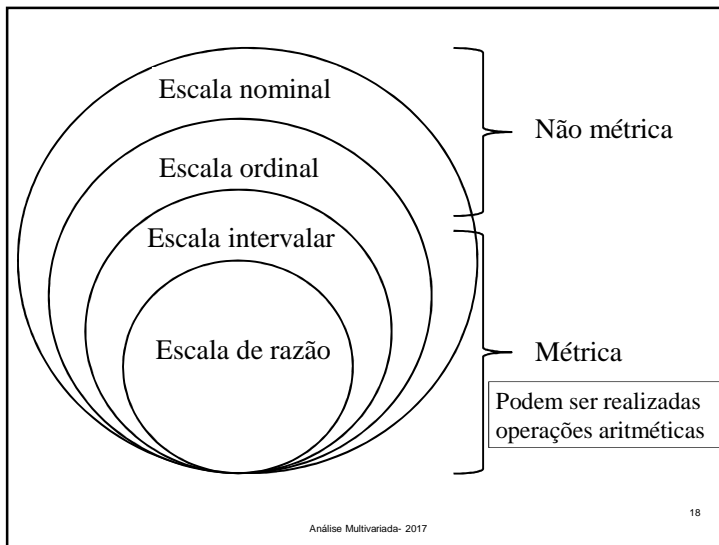 Escala nominal
Não métrica
Escala ordinal
Escala intervalar
Escala de razão
Métrica
Podem ser realizadas
operações aritméticas
18
Análise Multivariada- 2017